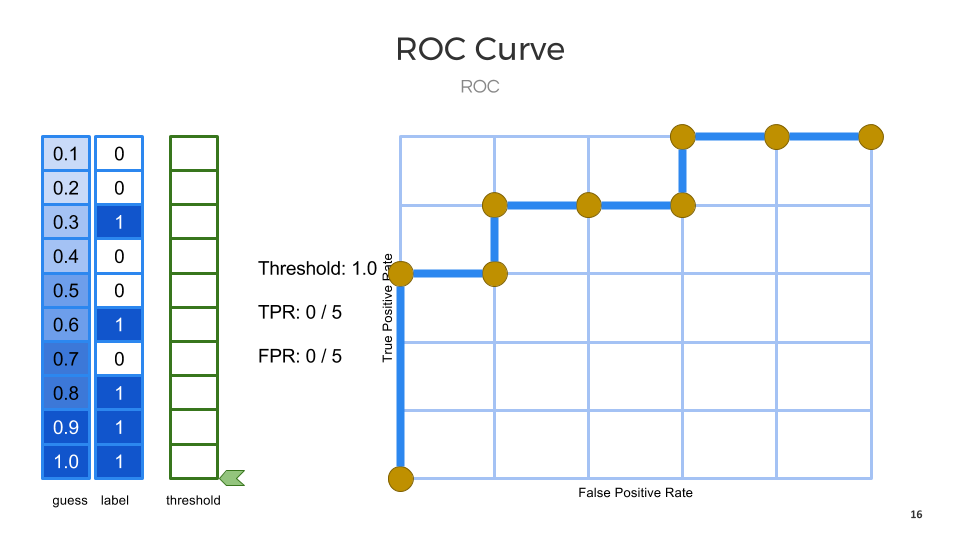 ROC Curve
ROC
0.1 0
0.2 0
0.3 1
0.4 0
0.5 0
0.6 1
0.7 0
0.8 1
0.9 1
1.0 1
guess label threshold
Threshold: 1.0
TPR: 0 / 5
FPR: 0 / 5
True Positive Rate
False Positive Rate
16